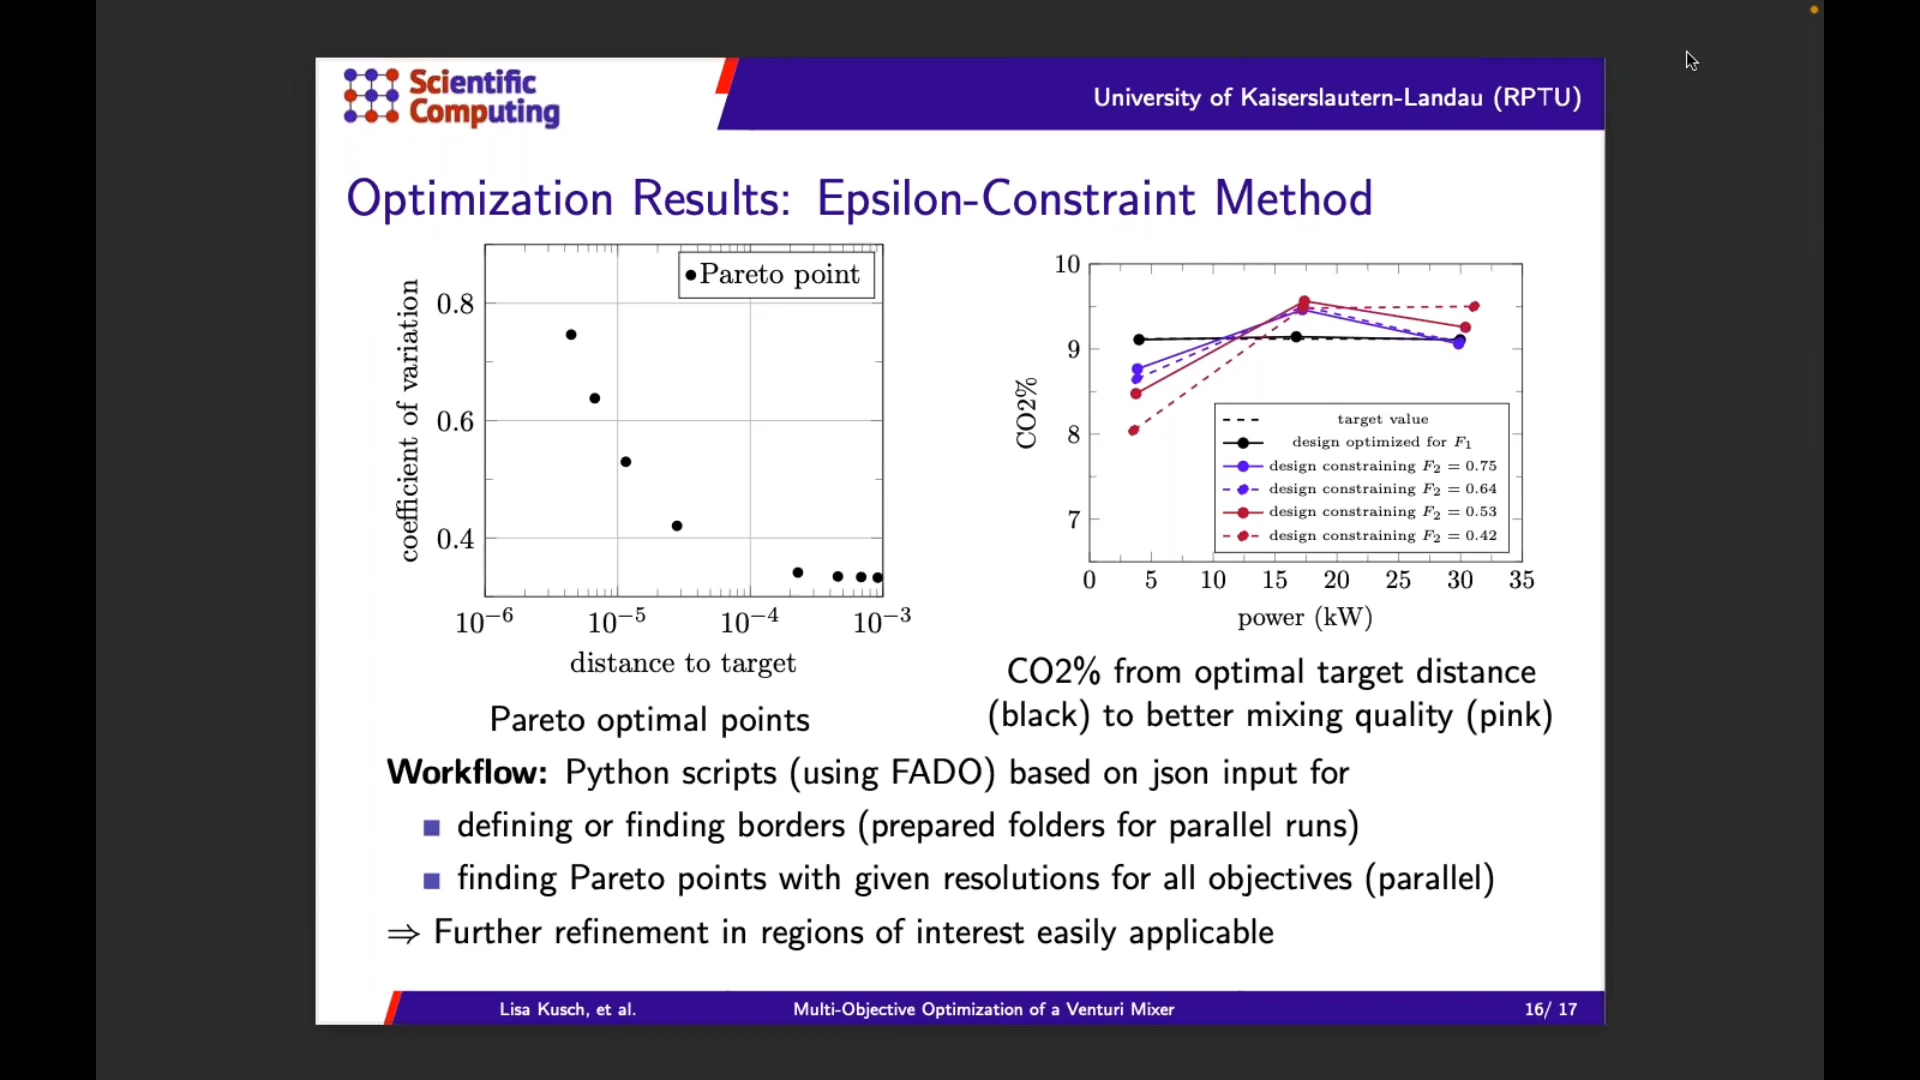 Scientific
Computing
University of Kaiserslautern-Landau (RPTU)
Optimization Results: Epsilon-Constraint Method
Pareto point
coefficient of variation
0.8
0.6
0.4
10−6 10−5 10−4 10−3
distance to target
Pareto optimal points
CO2%
10
9
8
7
target value
design optimized for F1
design constraining F2 = 0.75
design constraining F2 = 0.64
design constraining F2 = 0.53
design constraining F2 = 0.42
0 5 10 15 20 25 30 35
power (kW)
CO2% from optimal target distance
(black) to better mixing quality (pink)
Workflow: Python scripts (using FADO) based on json input for
defining or finding borders (prepared folders for parallel runs)
finding Pareto points with given resolutions for all objectives (parallel)
⇒ Further refinement in regions of interest easily applicable
Lisa Kusch, et al. Multi-Objective Optimization of a Venturi Mixer 16/ 17